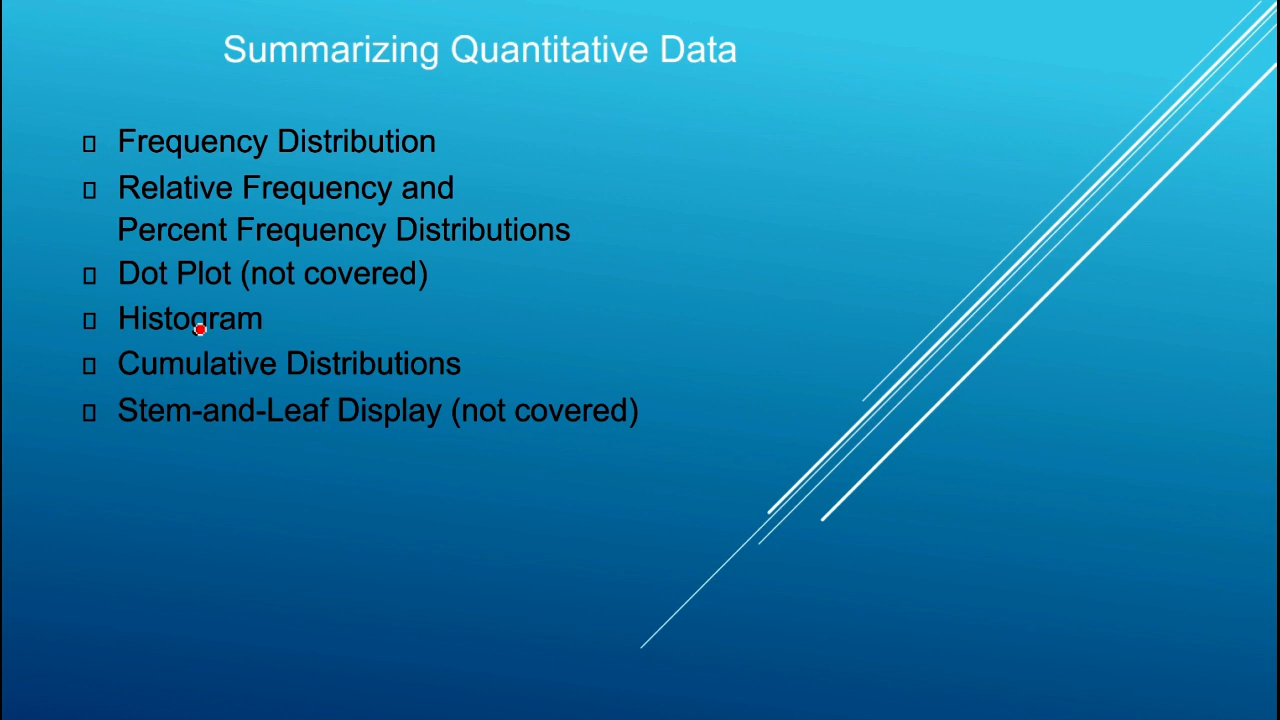 Summarizing Quantitative Data
Frequency Distribution
Relative Frequency and
Percent Frequency Distributions
Dot Plot (not covered)
Histogram
Cumulative Distributions
Stem-and-Leaf Display (not covered)